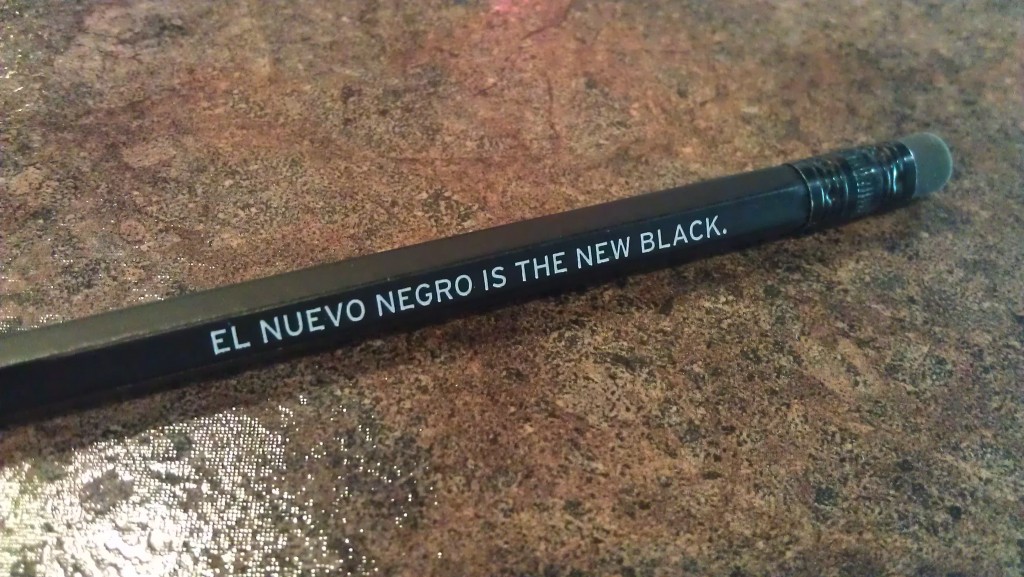 EL NUEVO NEGRO IS THE NEW BLACK.